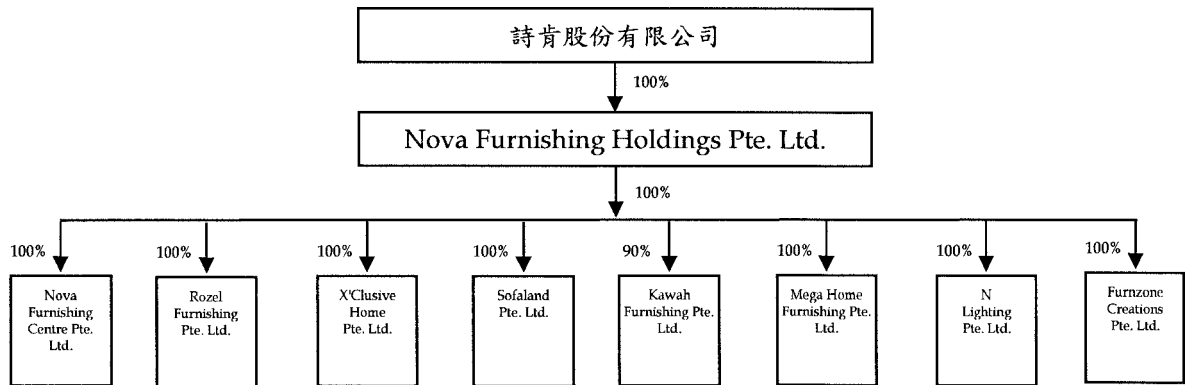 詩肯股份有限公司
100%
Nova Furnishing Holdings Pte. Ltd.
100%
100%
100%
100%
100%
90%
100%
100%
100%
Nova
Furnishing
Centre Pte.
Ltd.
Rozel
Furnishing
Pte. Ltd.
X'Clusive
Home
Pte. Ltd.
Sofaland
Pte. Ltd.
Kawah
Furnishing Pte.
Ltd.
Mega Home
Furnishing Pte.
Ltd.
N
Lighting
Pte. Ltd.
Furnzone
Creations
Pte. Ltd.